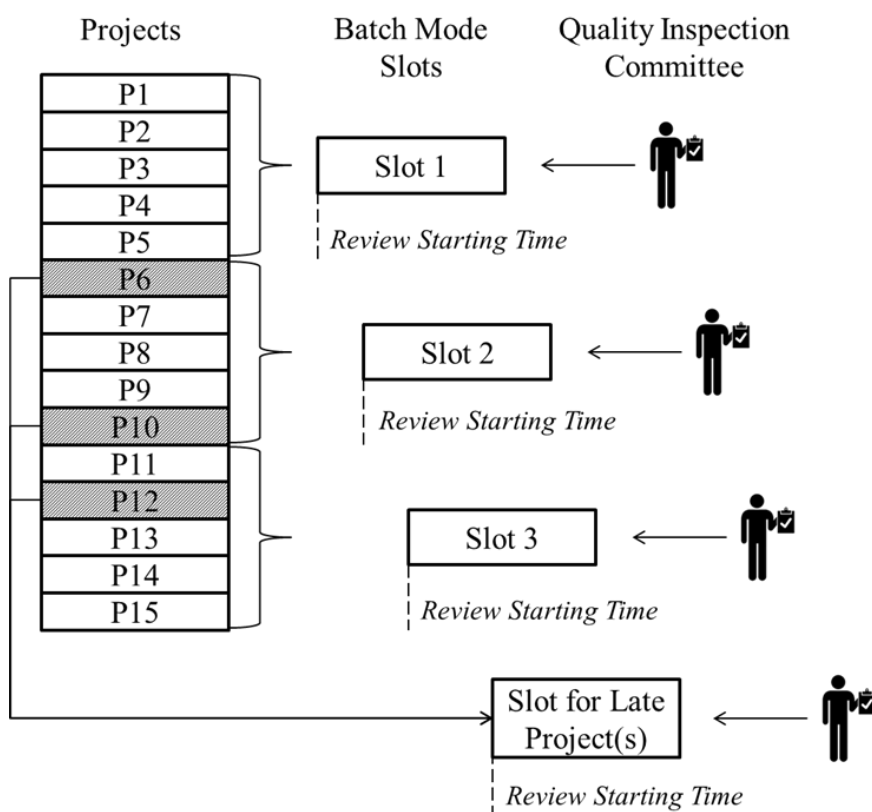 Projects
Batch Mode
Slots
Quality Inspection
Committee
P1
P2
P3
P4
P5
P6
P7
P8
P9
P10
P11
P12
P13
P14
P15
Slot 1
Review Starting Time
Slot 2
Review Starting Time
Slot 3
Review Starting Time
Slot for Late
Project(s)
Review Starting Time